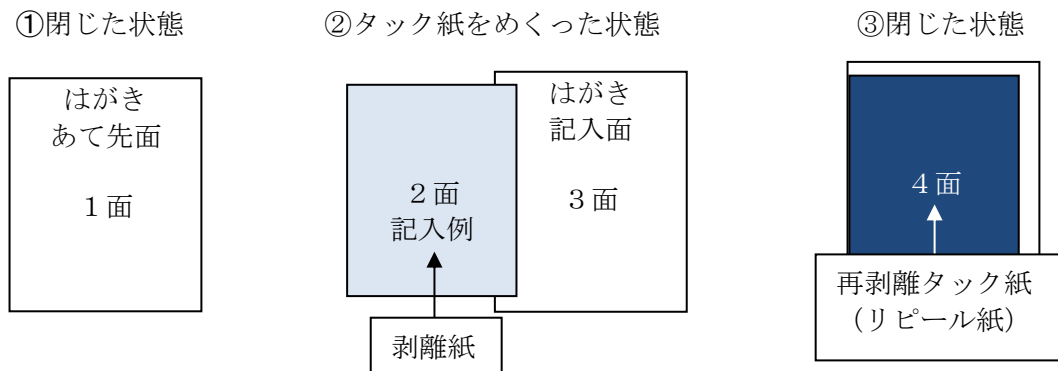 ①閉じた状態
はがき
あて先面
１面
②タック紙をめくった状態
２面
記入例
剥離紙
はがき
記入面
３面
③閉じた状態
４面
再剥離タック紙
（リピール紙）